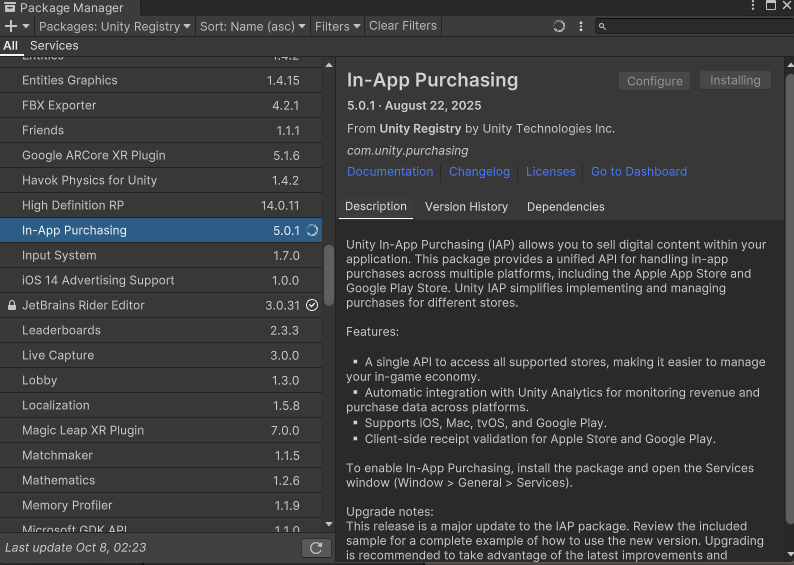 Package Manager
Packages: Unity Registry Sort: Name (asc) Filters Clear Filters
All Services
Entities 1.4.2
Entities Graphics 1.4.15
FBX Exporter 4.2.1
Friends 1.1.1
Google ARCore XR Plugin 5.1.6
Havok Physics for Unity 1.4.2
High Definition RP 14.0.11
In-App Purchasing 5.0.1
Input System 1.7.0
iOS 14 Advertising Support 1.0.0
JetBrains Rider Editor 3.0.31
Leaderboards 2.3.3
Live Capture 3.0.0
Lobby 1.3.0
Localization 1.5.8
Magic Leap XR Plugin 7.0.0
Matchmaker 1.1.5
Mathematics 1.2.6
Memory Profiler 1.1.9
Microsoft GDK API 1.1.0
Last update Oct 8, 02:23
In-App Purchasing
Configure Installing
5.0.1 · August 22, 2025
From Unity Registry by Unity Technologies Inc.
com.unity.purchasing
Documentation Changelog Licenses Go to Dashboard
Description Version History Dependencies
Unity In-App Purchasing (IAP) allows you to sell digital content within your
application. This package provides a unified API for handling in-app
purchases across multiple platforms, including the Apple App Store and
Google Play Store. Unity IAP simplifies implementing and managing
purchases for different stores.
Features:
▪ A single API to access all supported stores, making it easier to manage
your in-game economy.
▪ Automatic integration with Unity Analytics for monitoring revenue and
purchase data across platforms.
▪ Supports iOS, Mac, tvOS, and Google Play.
▪ Client-side receipt validation for Apple Store and Google Play.
To enable In-App Purchasing, install the package and open the Services
window (Window > General > Services).
Upgrade notes:
This release is a major update to the IAP package. Review the included
sample for a complete example of how to use the new version. Upgrading
is recommended to take advantage of the latest improvements and